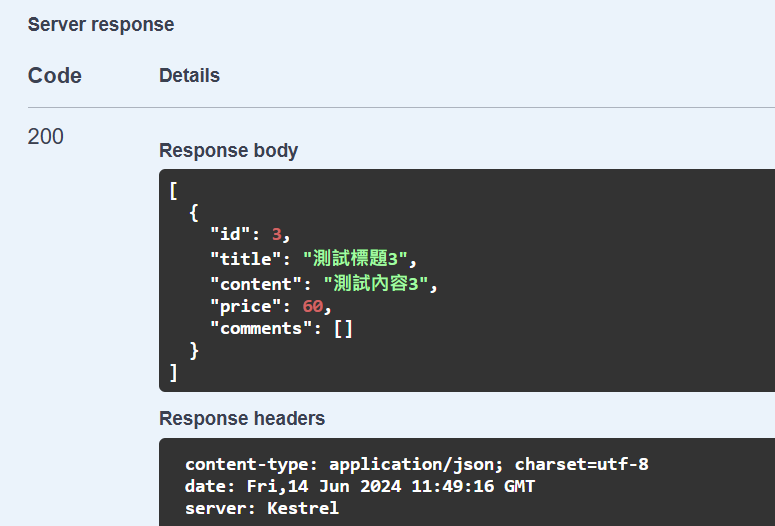 Server response
Code Details
200
Response body
[
  {
    "id": 3,
    "title": "測試標題3",
    "content": "測試內容3",
    "price": 60,
    "comments": []
  }
]
Response headers
content-type: application/json; charset=utf-8
date: Fri,14 Jun 2024 11:49:16 GMT
server: Kestrel